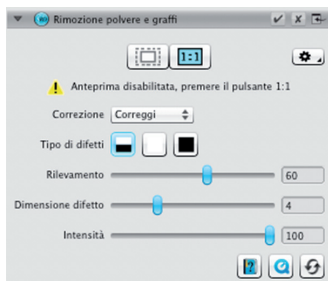 Rimozione polvere e graffi
1:1
Anteprima disabilitata, premere il pulsante 1:1
Correzione Correggi
Tipo di difetti
Rilevamento 60
Dimensione difetto 4
Intensità 100